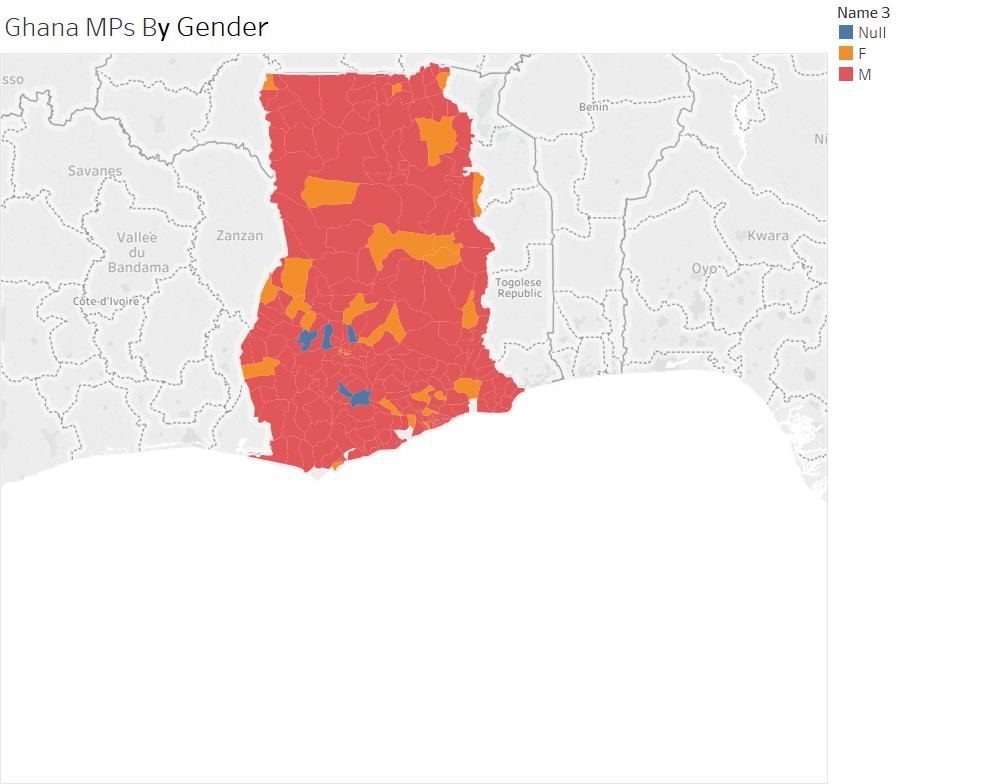 Ghana MPs By Gender
Name 3
Null
F
M
sso
Benin
Ni
Savanes
Vallée
du
Bandama
Zanzan
Kwara
Oyo
Togolese
Republic
Côte-d'Ivoire